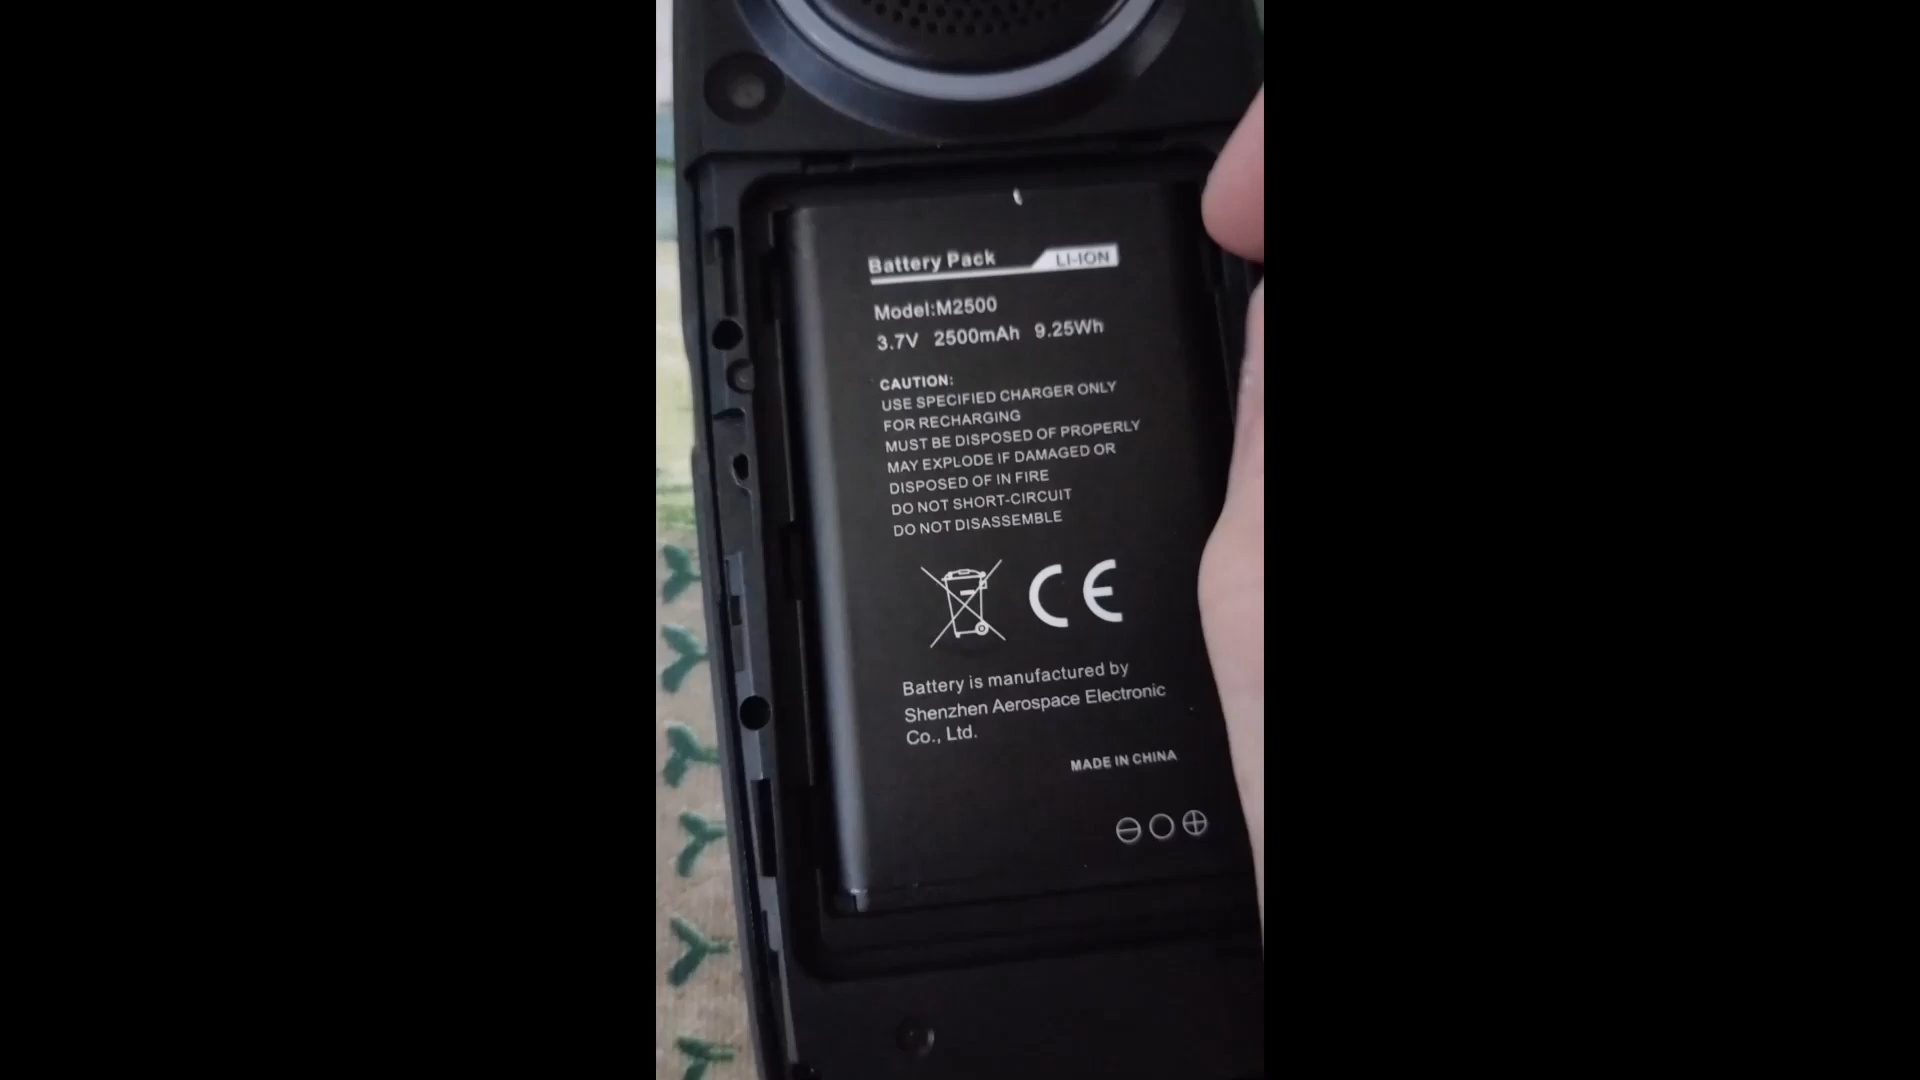 Battery Pack LI-ION
Model:M2500
3.7V 2500mAh 9.25Wh
CAUTION:
USE SPECIFIED CHARGER ONLY
FOR RECHARGING
MUST BE DISPOSED OF PROPERLY
MAY EXPLODE IF DAMAGED OR
DISPOSED OF IN FIRE
DO NOT SHORT-CIRCUIT
DO NOT DISASSEMBLE
CE
Battery is manufactured by
Shenzhen Aerospace Electronic
Co., Ltd.
MADE IN CHINA